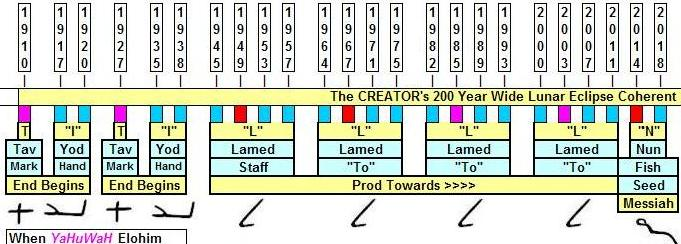 1910 1917 1920 1927 1935 1938 1946 1949 1953 1957 1964 1967 1971 1975 1982 1985 1989 1993 2000 2003 2007 2011 2014 2018
The CREATOR's 200 Year Wide Lunar Eclipse Coherent
T "I" T "I" "L" "L" "L" "L" "N"
Tav Yod Tav Yod Lamed Lamed Lamed Lamed Nun
Mark Hand Mark Hand Staff "To" "To" "To" Fish
End Begins End Begins Prod Towards >>>> Seed
Messiah
When YaHuWaH Elohim